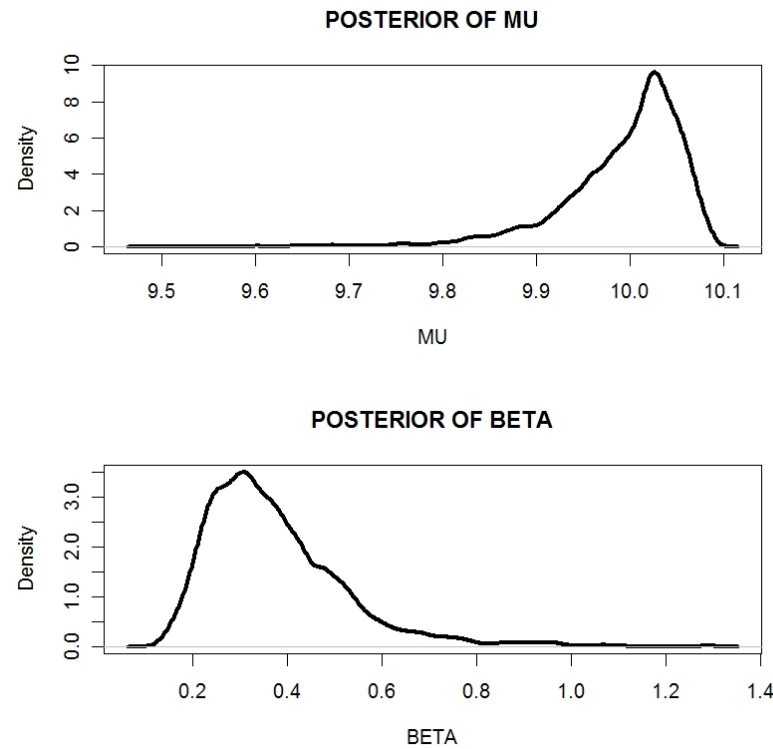 POSTERIOR OF MU
Density
10
8
6
4
2
0
9.5 9.6 9.7 9.8 9.9 10.0 10.1
MU
POSTERIOR OF BETA
Density
3.0
2.0
1.0
0.0
0.2 0.4 0.6 0.8 1.0 1.2 1.4
BETA